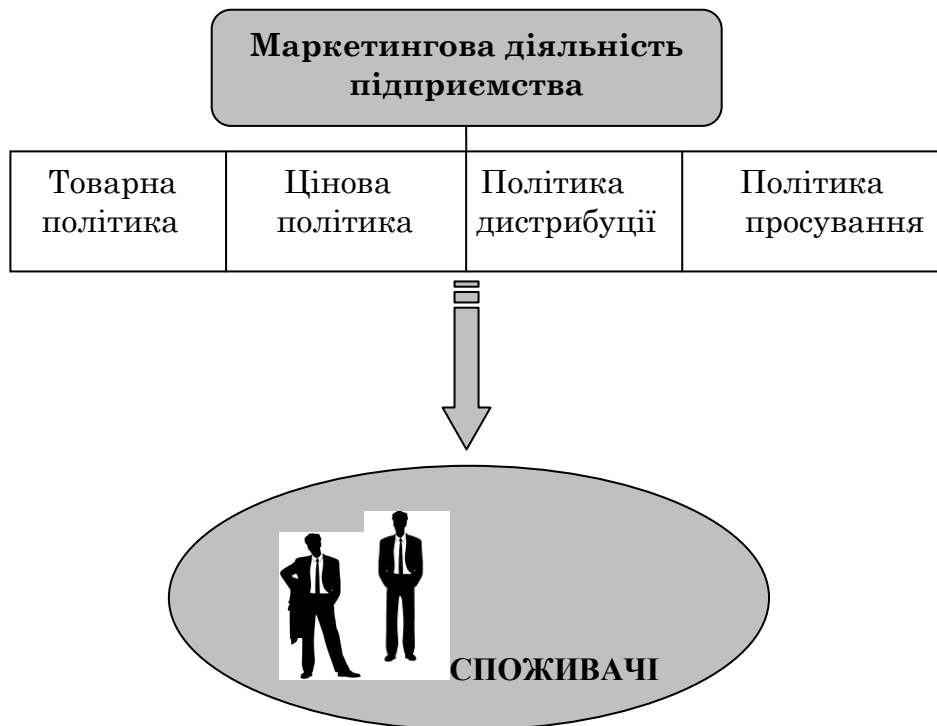 Маркетингова діяльність
підприємства
Товарна
політика
Цінова
політика
Політика
дистрибуції
Політика
просування
СПОЖИВАЧІ